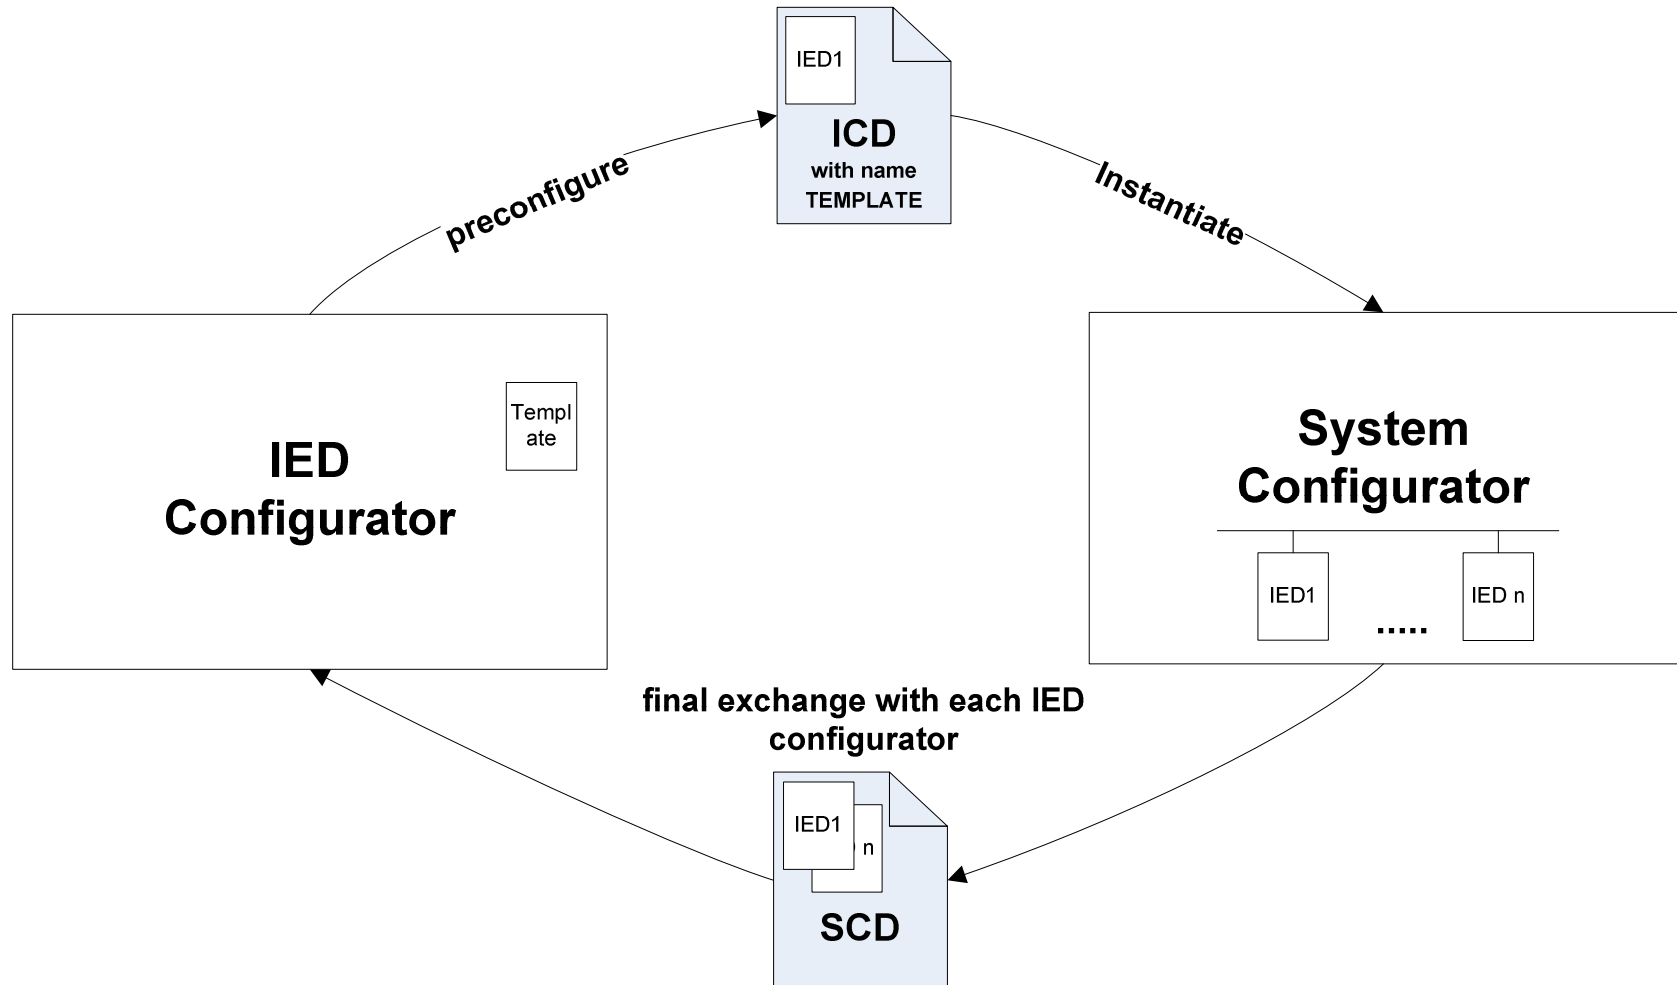 IED1
ICD
with name
TEMPLATE
preconfigure
Instantiate
Templ
ate
IED
Configurator
System
Configurator
IED1
.....
IED n
final exchange with each IED
configurator
IED1
n
SCD